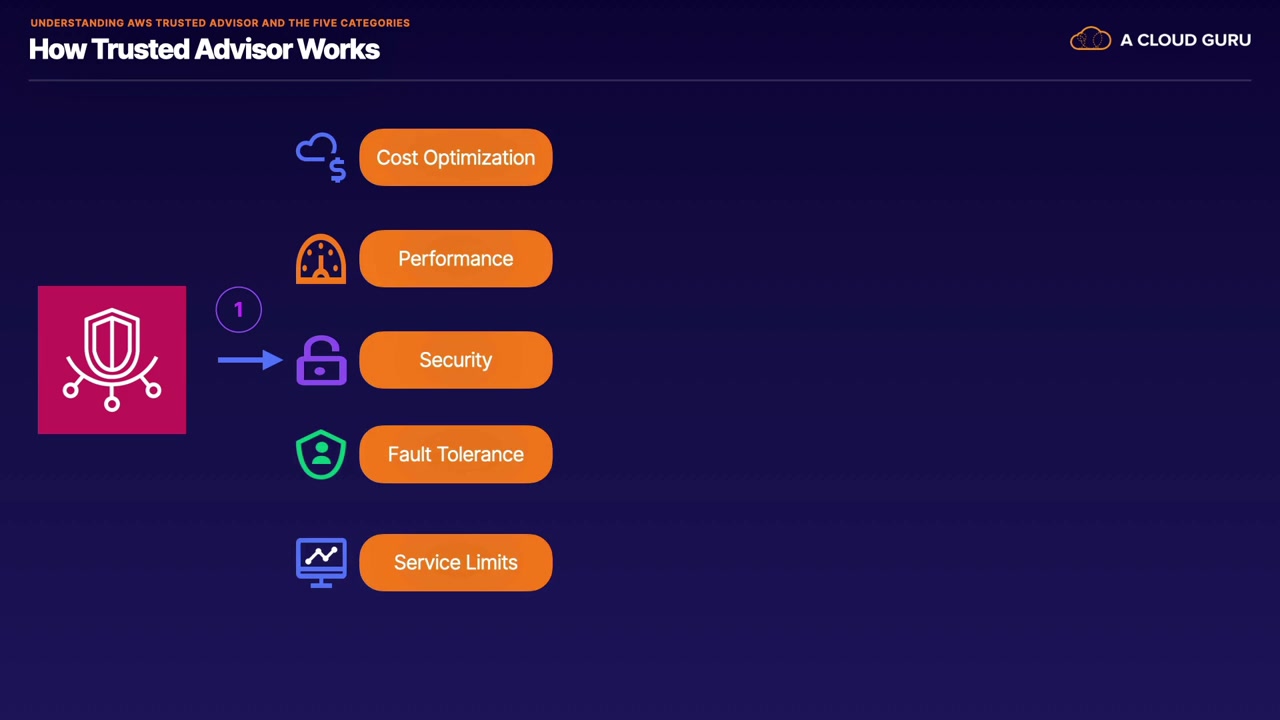 UNDERSTANDING AWS TRUSTED ADVISOR AND THE FIVE CATEGORIES
How Trusted Advisor Works
A CLOUD GURU
Cost Optimization
Performance
1
Security
Fault Tolerance
Service Limits